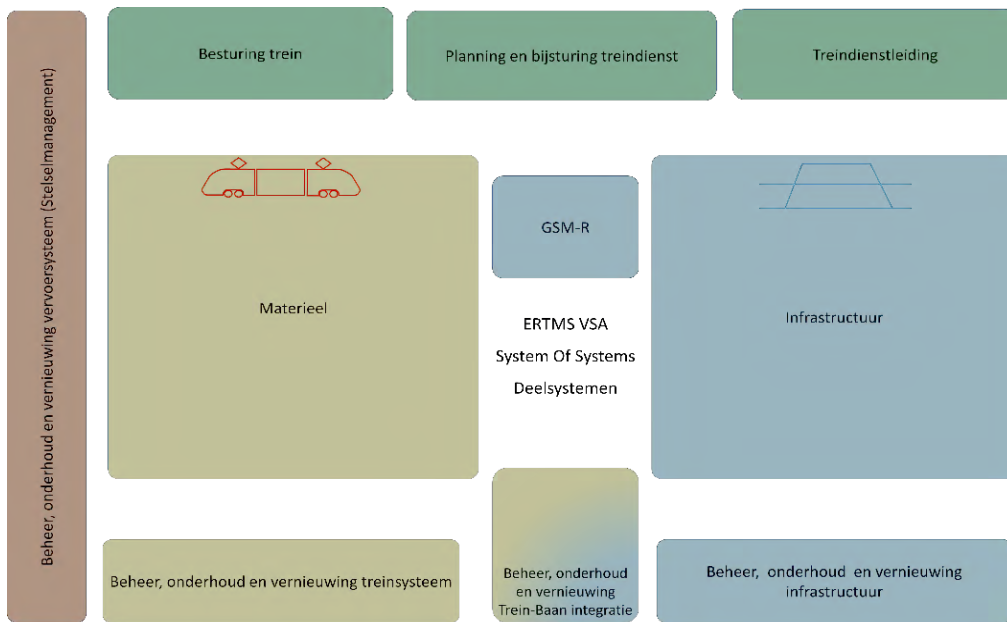 Beheer, onderhoud en vernieuwing vervoersysteem (Stelselmanagement)
Besturing trein
Planning en bijsturing treindienst
Treindienstleiding
Materieel
GSM-R
Infrastructuur
ERTMS VSA
System Of Systems
Deelsystemen
Beheer, onderhoud en vernieuwing treinsysteem
Beheer, onderhoud
en vernieuwing
Trein-Baan integratie
Beheer, onderhoud en vernieuwing
infrastructuur